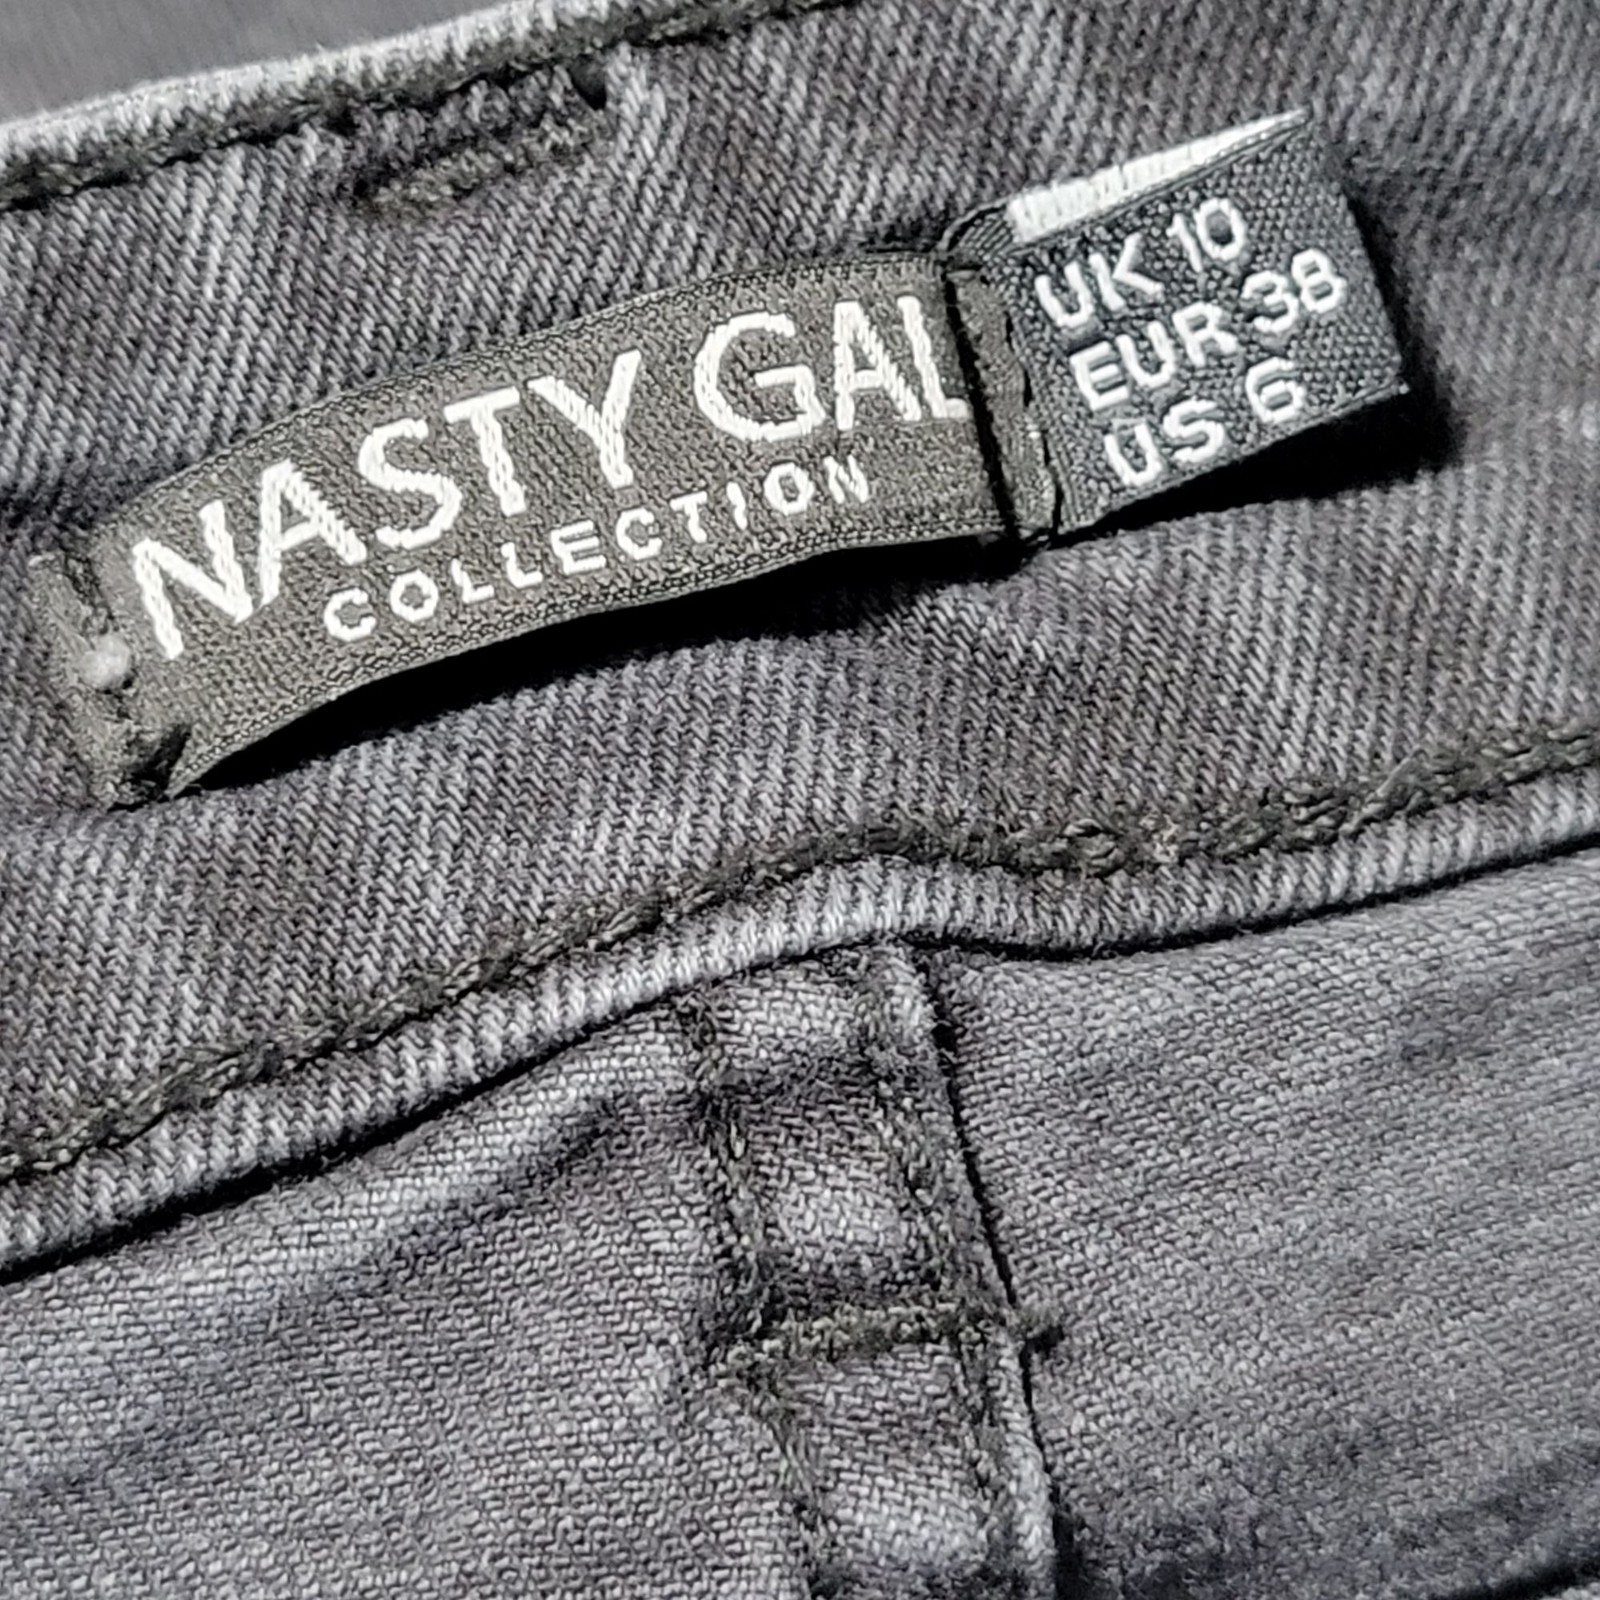 NASTY GAL
COLLECTION
UK 10
EUR 38
US 6